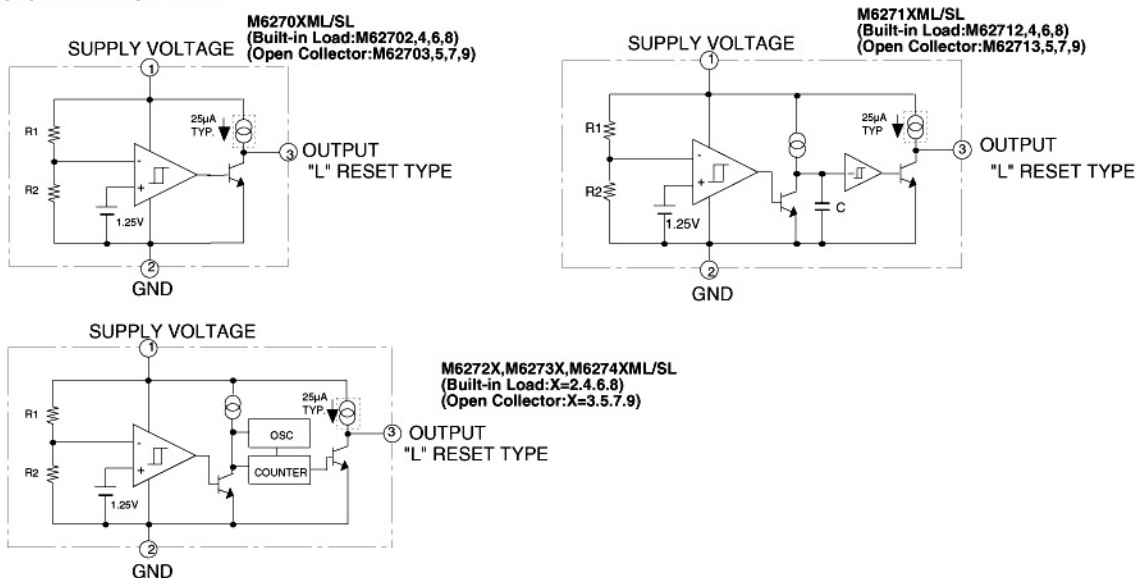 M6270XML/SL
(Built-in Load:M62702,4,6,8)
(Open Collector:M62703,5,7,9)
SUPPLY VOLTAGE
1
R1
25µA
TYP.
-
3 OUTPUT
"L" RESET TYPE
R2
+
1.25V
2
GND
M6271XML/SL
(Built-in Load:M62712,4,6,8)
(Open Collector:M62713,5,7,9)
SUPPLY VOLTAGE
1
R1
25µA
TYP
-
3 OUTPUT
"L" RESET TYPE
R2
+
C
1.25V
2
GND
SUPPLY VOLTAGE
1
M6272X,M6273X,M6274XML/SL
(Built-in Load:X=2.4.6.8)
(Open Collector:X=3.5.7.9)
R1
25µA
TYP.
OSC
-
3 OUTPUT
"L" RESET TYPE
R2
+
COUNTER
1.25V
2
GND